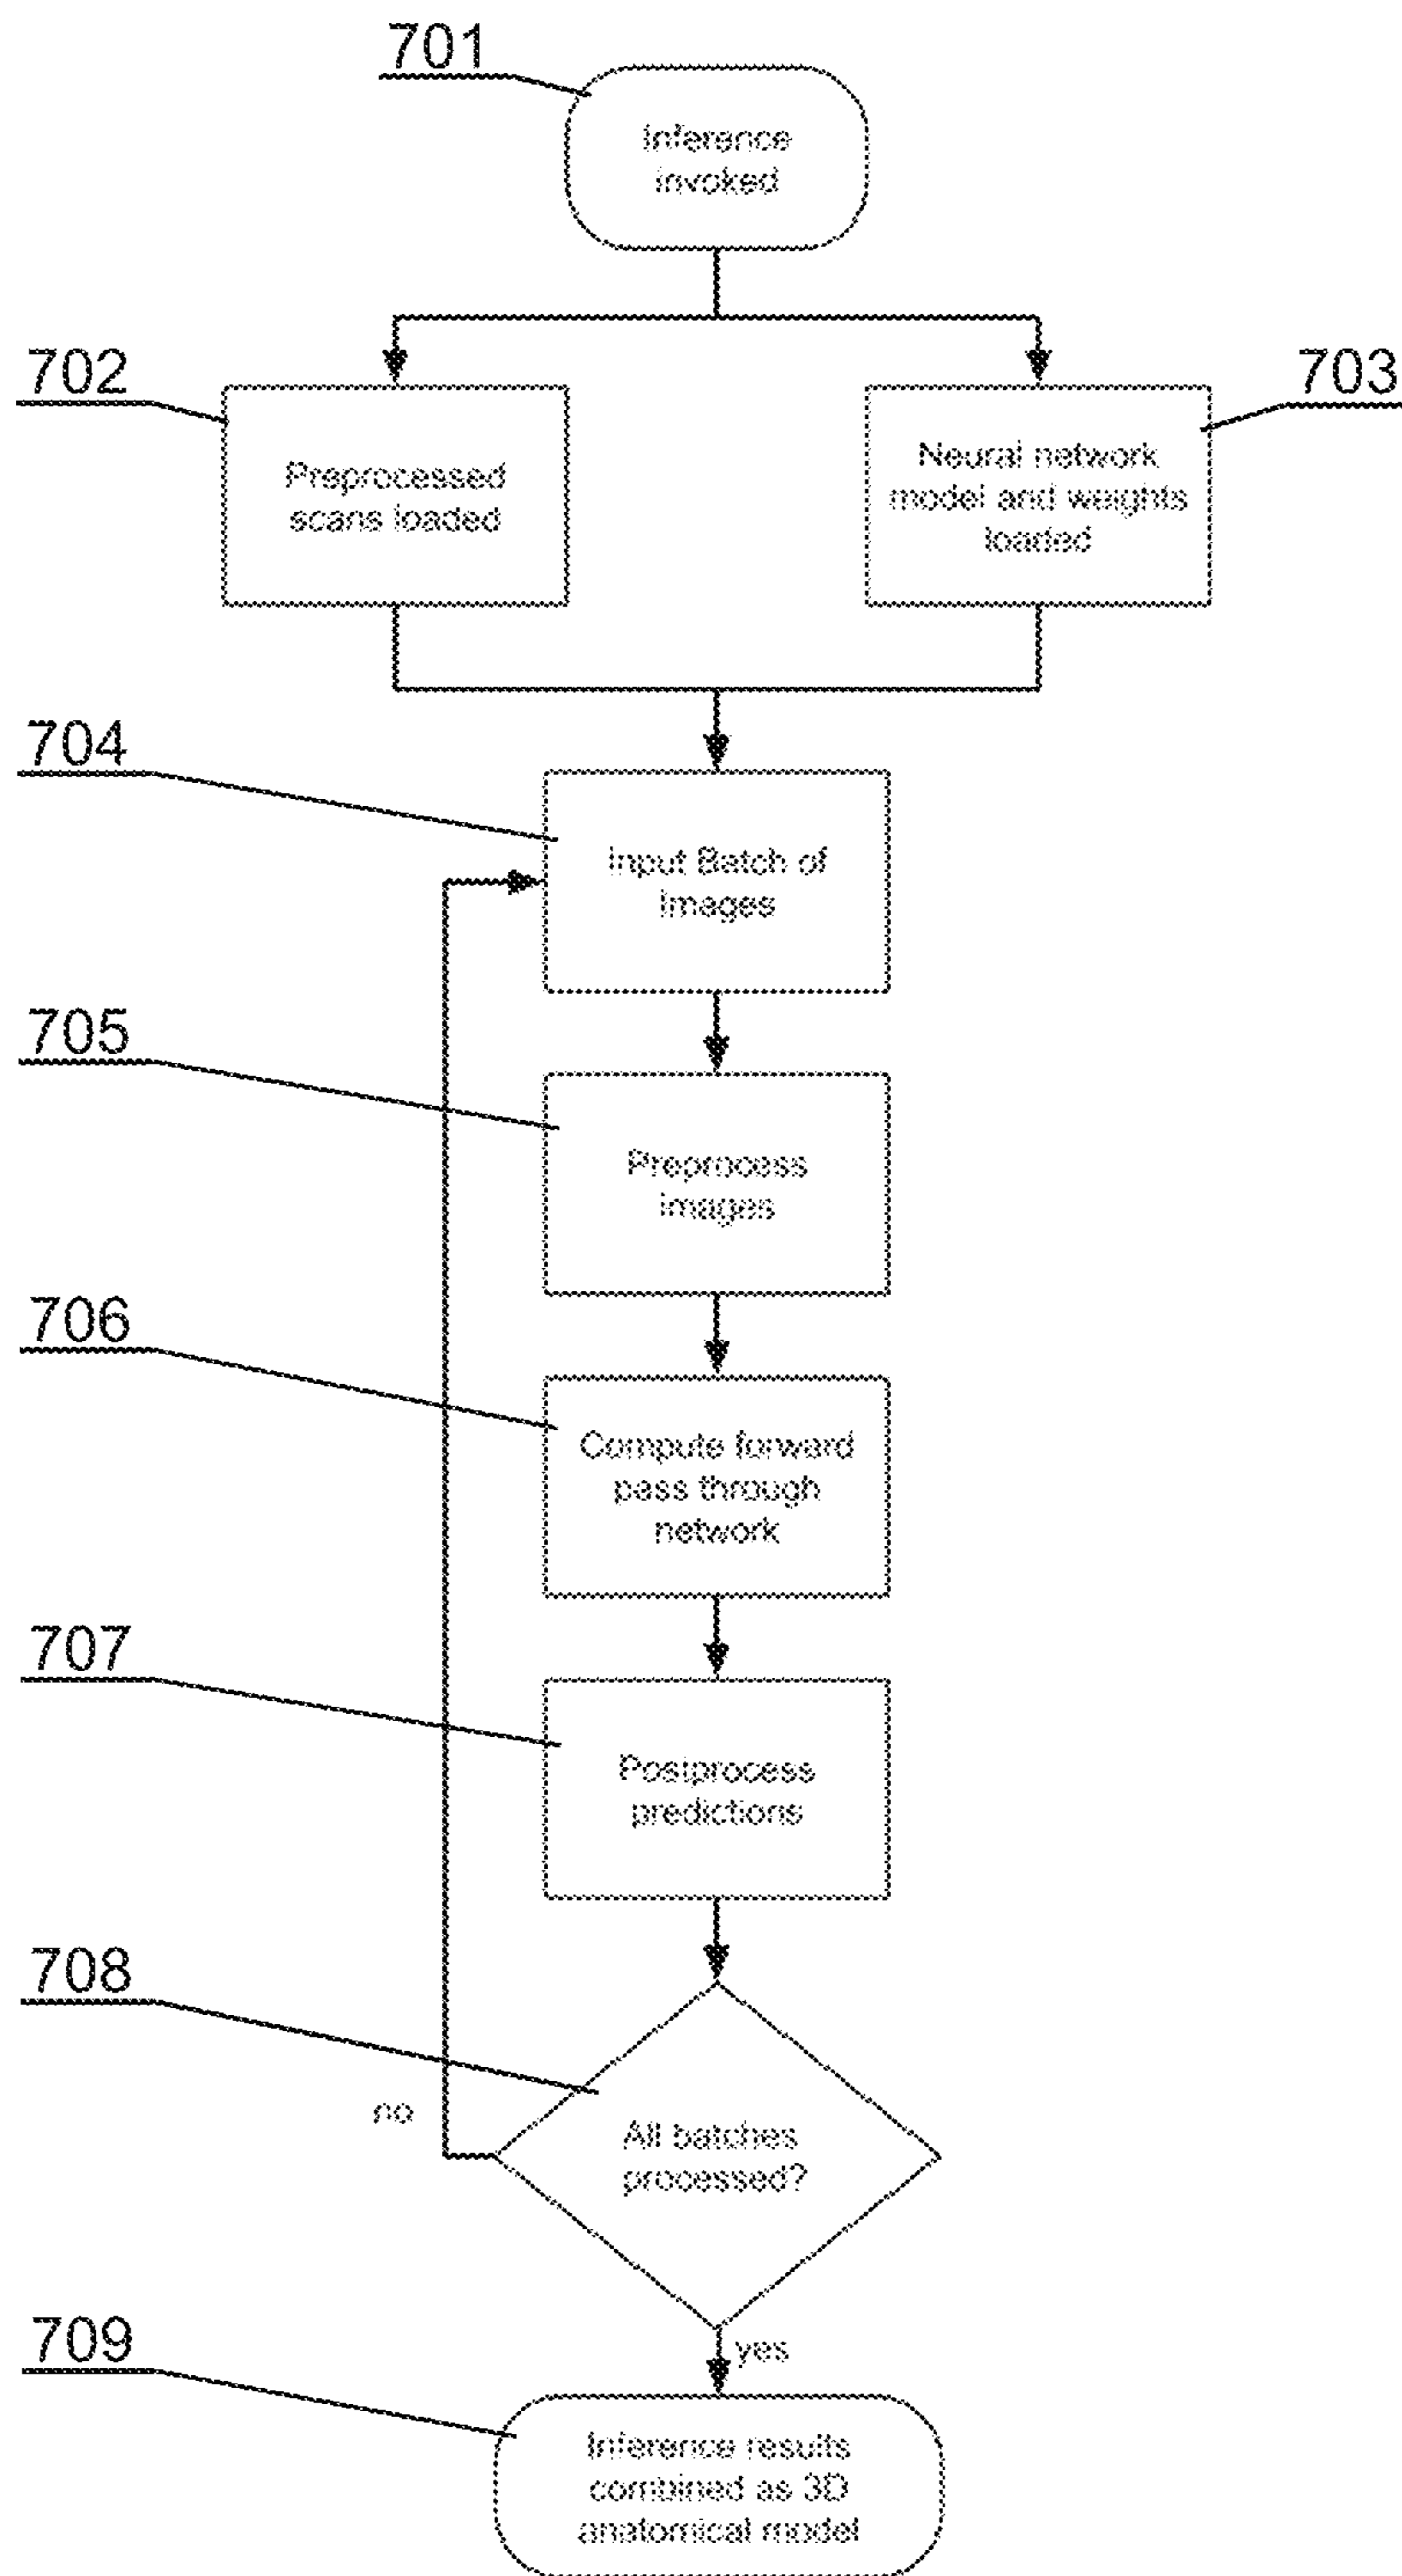 701
Inference
invoked
702
703
Preprocessed
scans loaded
Neural network
model and weights
loaded
704
Input Batch of
Images
705
Preprocess
images
706
Compute forward
pass through
network
707
Postprocess
predictions
708
no
All batches
processed?
709
yes
Inference results
combined as 3D
anatomical model